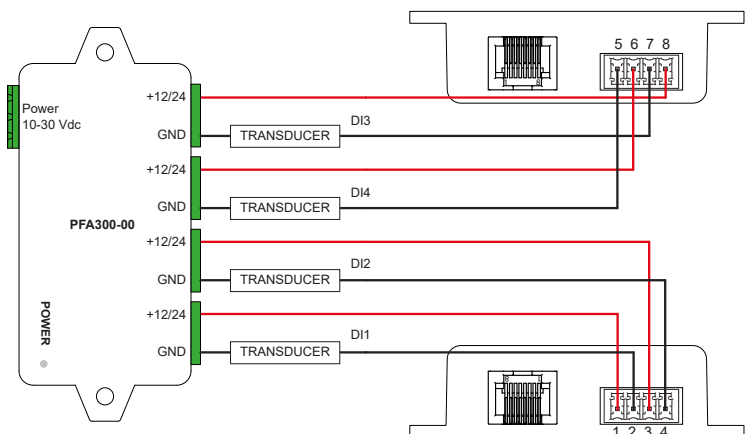 5 6 7 8
Power
10-30 Vdc
+12/24
DI3
GND
TRANSDUCER
+12/24
DI4
GND
TRANSDUCER
PFA300-00
+12/24
DI2
GND
TRANSDUCER
POWER
+12/24
DI1
GND
TRANSDUCER
1 2 3 4